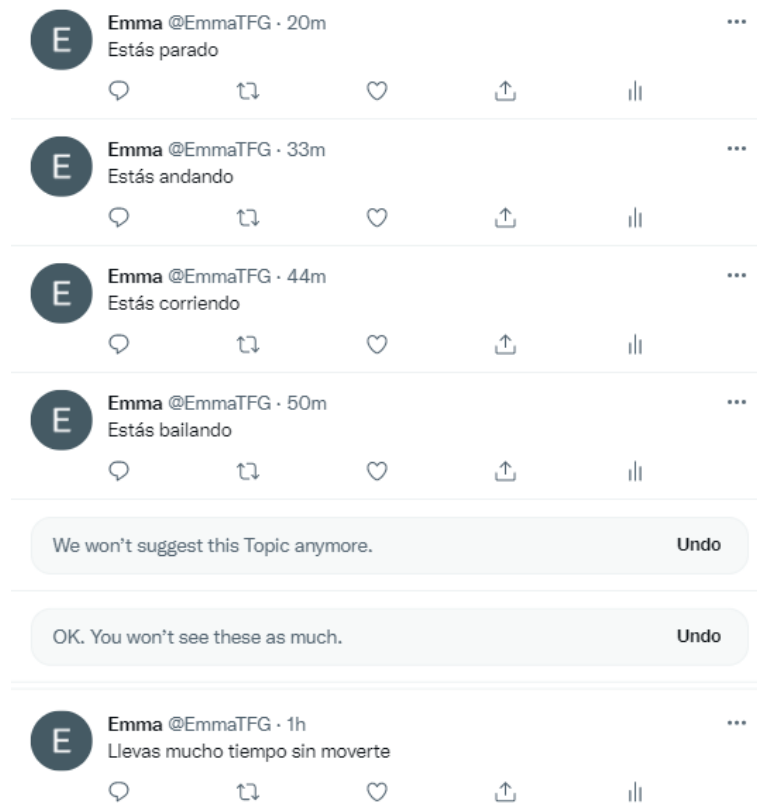 E
Emma @EmmaTFG · 20m
Estás parado
E
Emma @EmmaTFG · 33m
Estás andando
E
Emma @EmmaTFG · 44m
Estás corriendo
E
Emma @EmmaTFG · 50m
Estás bailando
We won't suggest this Topic anymore. Undo
OK. You won't see these as much. Undo
E
Emma @EmmaTFG · 1h
Llevas mucho tiempo sin moverte